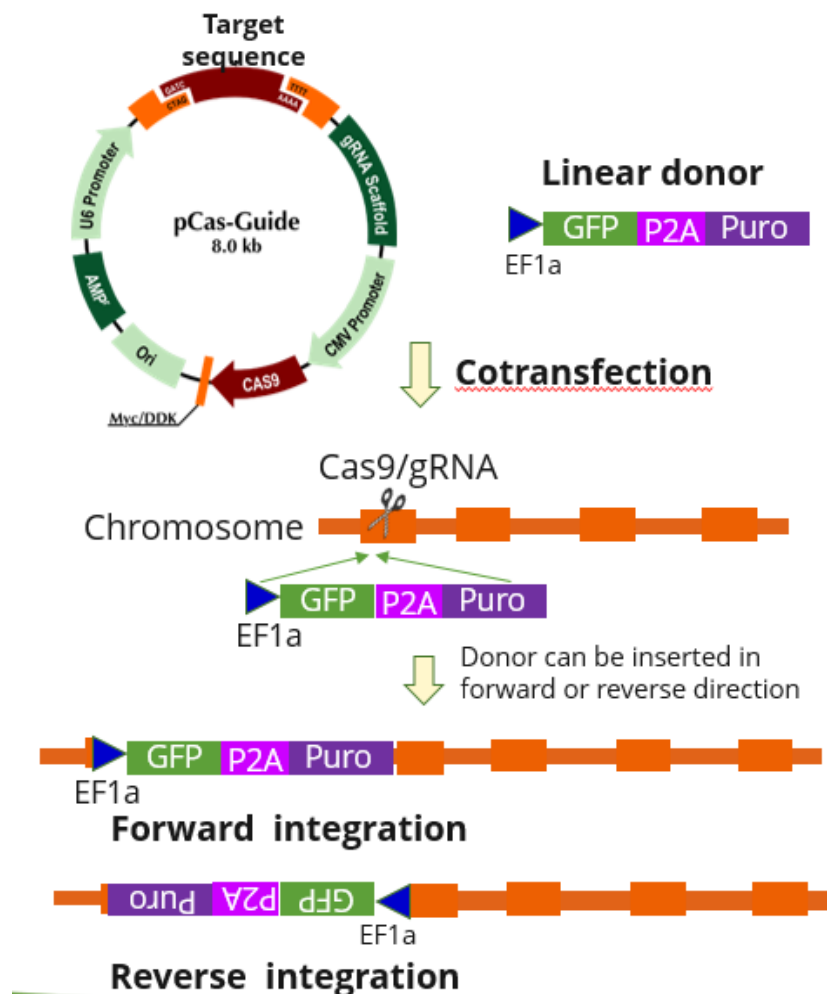 Target
sequence
GATC
CTAG
TTTT
AAAA
U6 Promoter
gRNA Scaffold
pCas-Guide
8.0 kb
AMPr
CMV Promoter
Ori
CAS9
Myc/DDK
Linear donor
GFP P2A Puro
EF1a
Cotransfection
Cas9/gRNA
Chromosome
GFP P2A Puro
EF1a
Donor can be inserted in
forward or reverse direction
GFP P2A Puro
EF1a
Forward integration
Puro P2A GFP
EF1a
Reverse integration